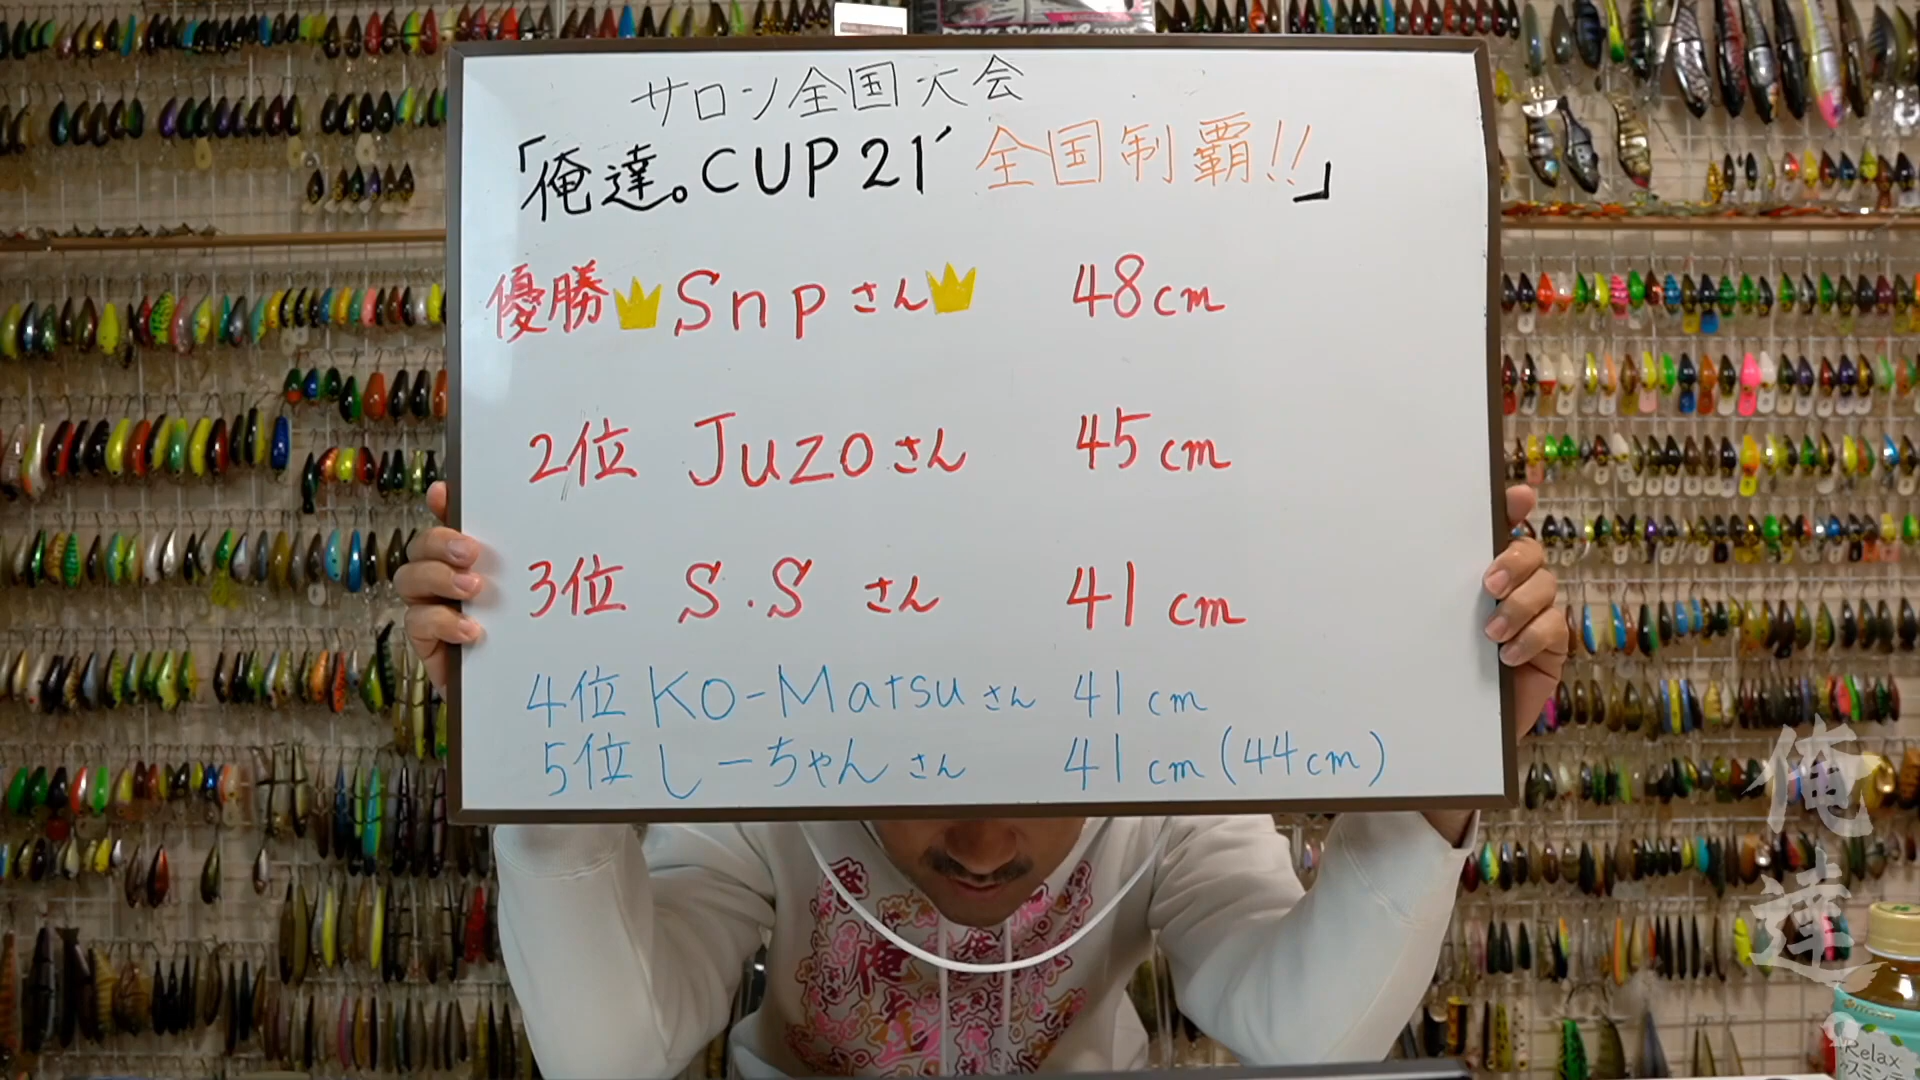 サロン全国大会
「俺達。CUP21′全国制覇!!」
優勝 Snpさん 48cm
2位 Juzoさん 45cm
3位 S.S さん 41cm
4位 KO-Matsuさん 41cm
5位 しーちゃんさん 41cm(44cm)
俺達。
俺達
Relax